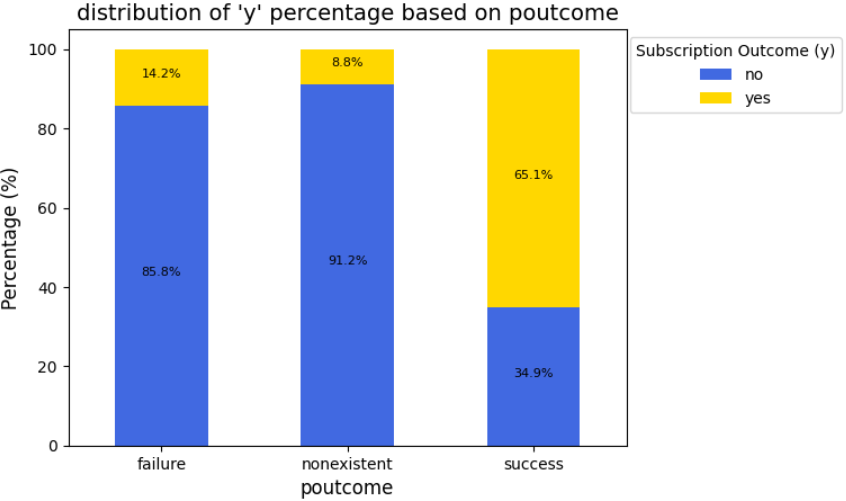 distribution of 'y' percentage based on poutcome
Subscription Outcome (y)
no
yes
Percentage (%)
100
80
60
40
20
0
14.2%
85.8%
8.8%
91.2%
65.1%
34.9%
failure
nonexistent
success
poutcome